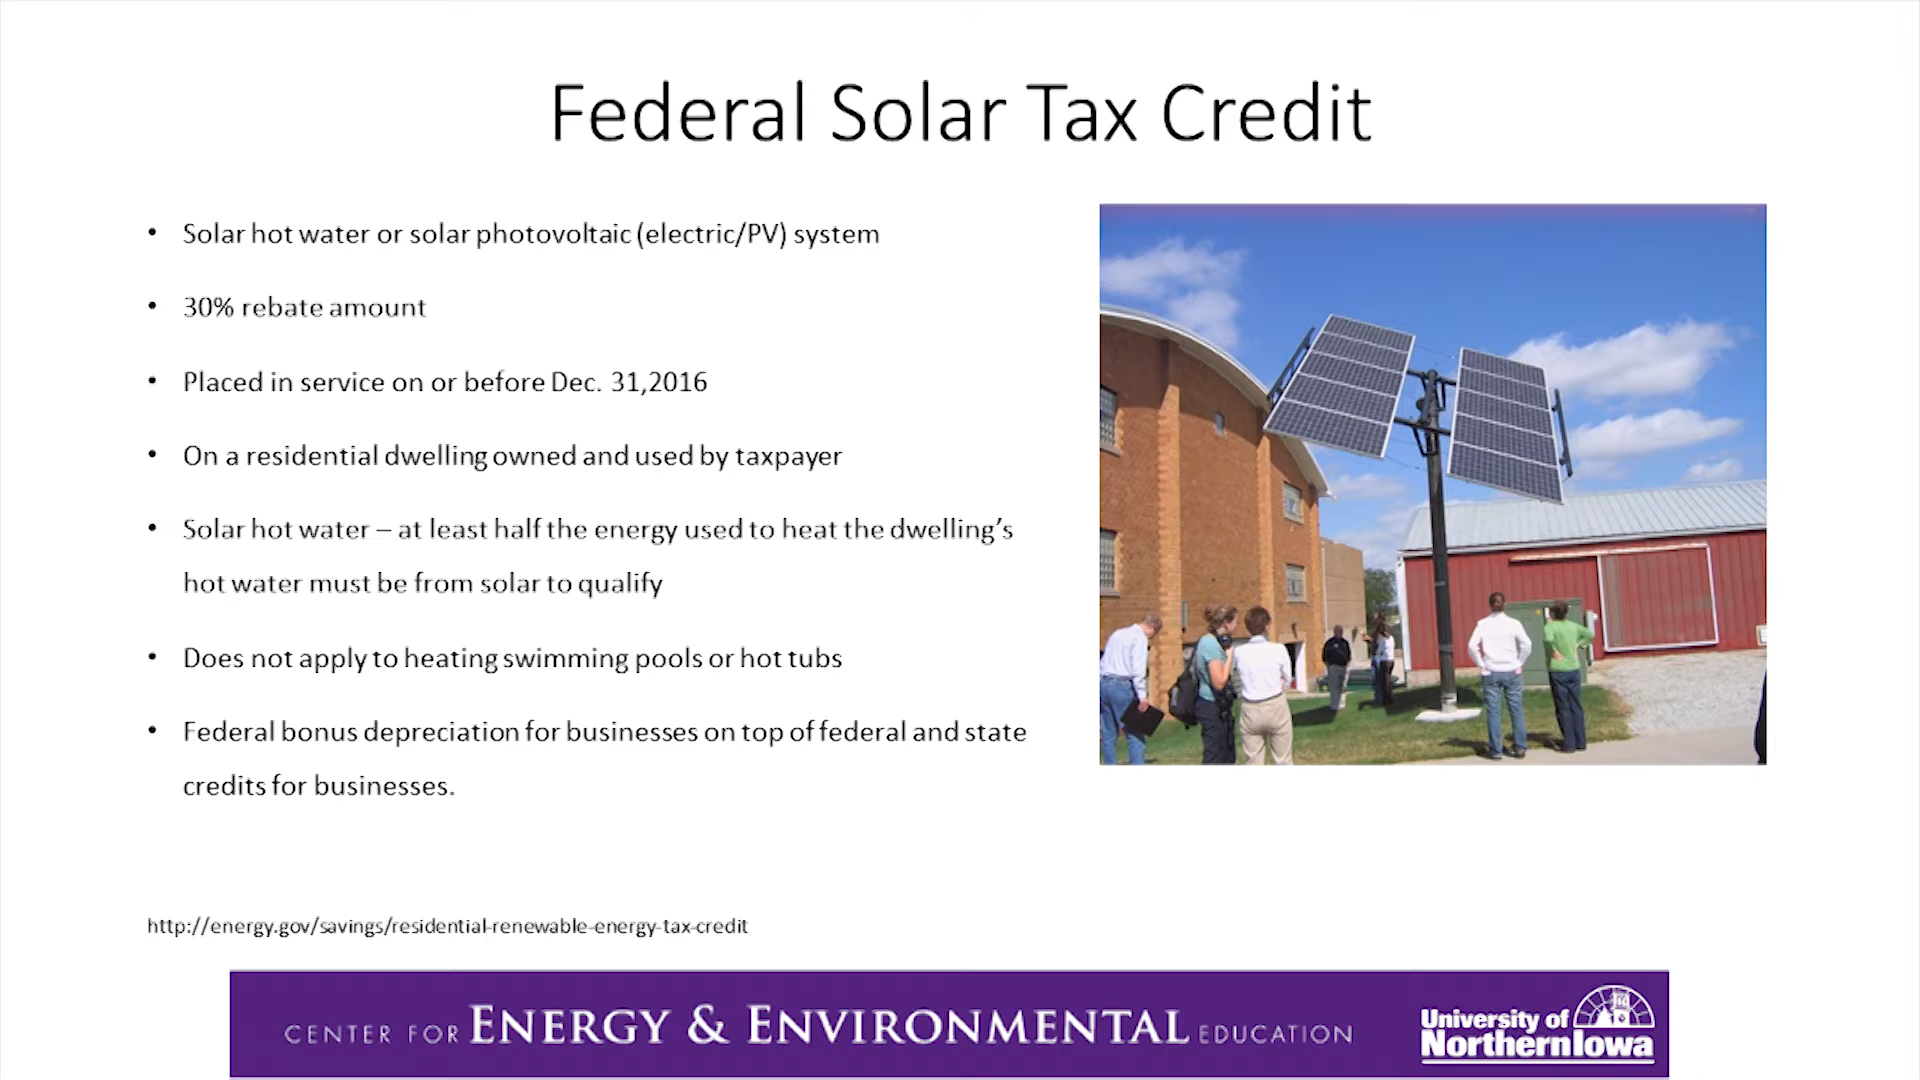 Federal Solar Tax Credit
• Solar hot water or solar photovoltaic (electric/PV) system
• 30% rebate amount
• Placed in service on or before Dec. 31,2016
• On a residential dwelling owned and used by taxpayer
• Solar hot water – at least half the energy used to heat the dwelling's
hot water must be from solar to qualify
• Does not apply to heating swimming pools or hot tubs
• Federal bonus depreciation for businesses on top of federal and state
credits for businesses.
http://energy.gov/savings/residential-renewable-energy-tax-credit
CENTER FOR ENERGY & ENVIRONMENTAL EDUCATION
University of
Northern Iowa